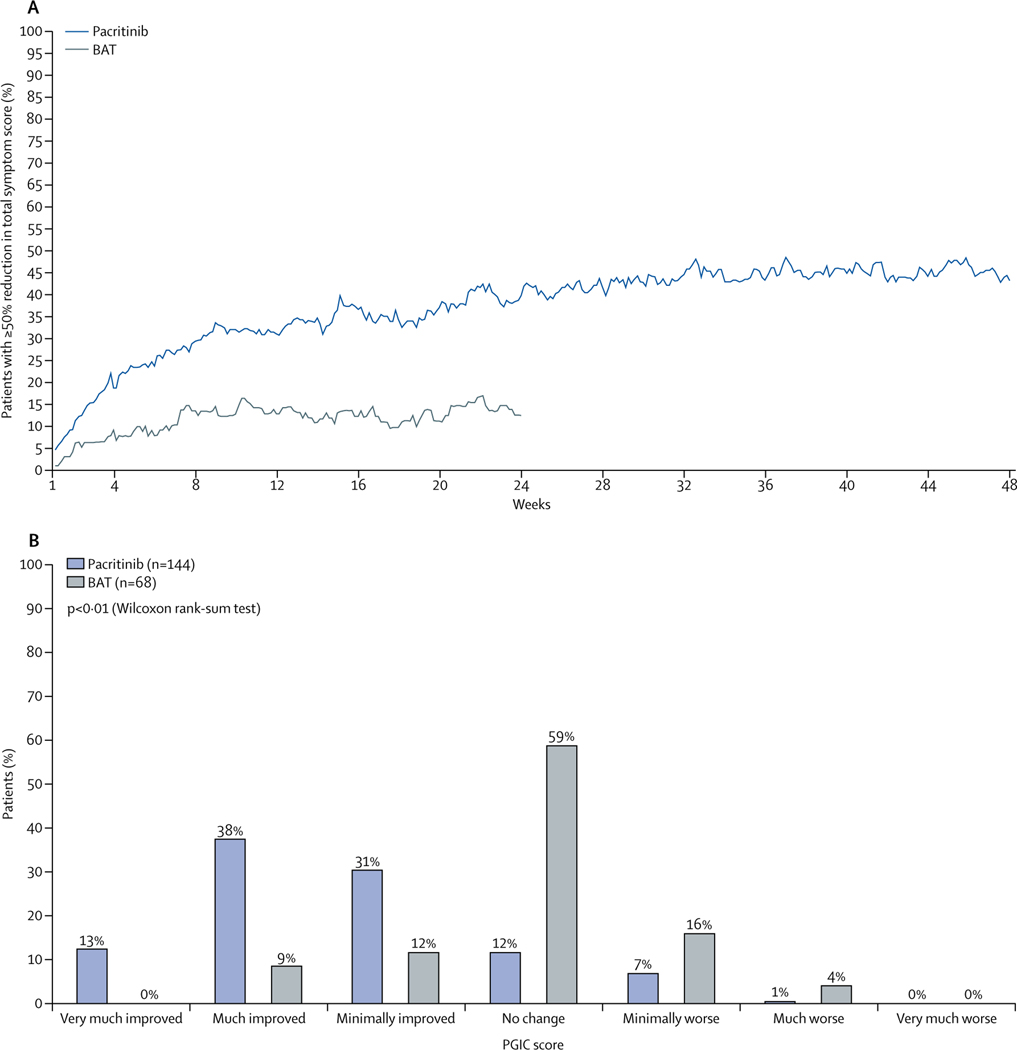 A
Pacritinib
BAT
Patients with ≥50% reduction in total symptom score (%)
100
95
90
85
80
75
70
65
60
55
50
45
40
35
30
25
20
15
10
5
0
1 4 8 12 16 20 24 28 32 36 40 44 48
Weeks
B
Pacritinib (n=144)
BAT (n=68)
p<0·01 (Wilcoxon rank-sum test)
Patients (%)
100
90
80
70
60
50
40
30
20
10
0
13% 0% 38% 9% 31% 12% 12% 59% 7% 16% 1% 4% 0% 0%
Very much improved Much improved Minimally improved No change Minimally worse Much worse Very much worse
PGIC score